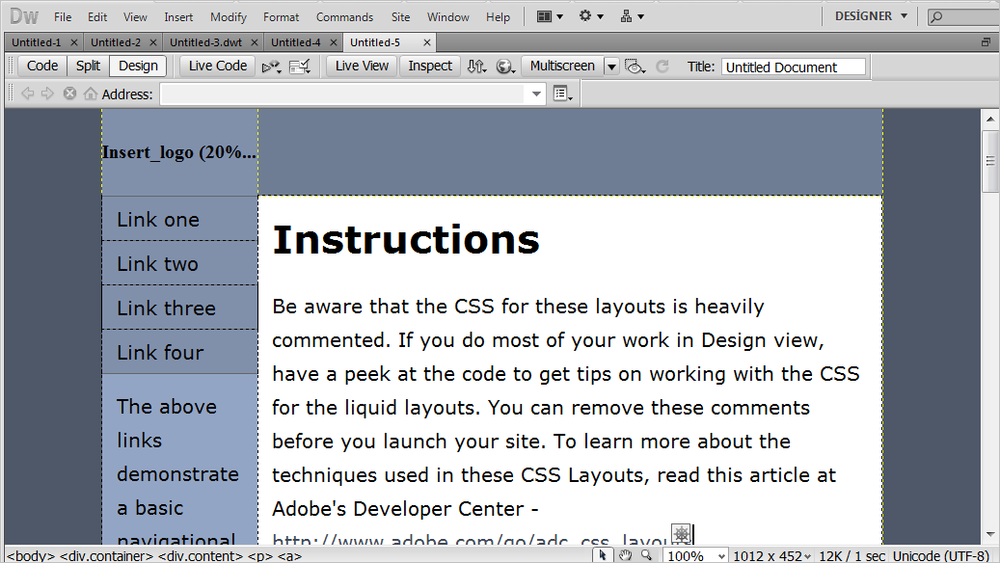 Dw File Edit View Insert Modify Format Commands Site Window Help DESIGNER
Untitled-1 Untitled-2 Untitled-3.dwt Untitled-4 Untitled-5
Code Split Design Live Code Live View Inspect Multiscreen Title: Untitled Document
Address:
Insert_logo (20%...
Link one
Link two
Link three
Link four
The above
links
demonstrate
a basic
navigational
Instructions
Be aware that the CSS for these layouts is heavily
commented. If you do most of your work in Design view,
have a peek at the code to get tips on working with the CSS
for the liquid layouts. You can remove these comments
before you launch your site. To learn more about the
techniques used in these CSS Layouts, read this article at
Adobe's Developer Center -
http://www.adobe.com/go/adc_css_layou
<body> <div.container> <div.content> <p> <a> 100% 1012 x 452 12K / 1 sec Unicode (UTF-8)